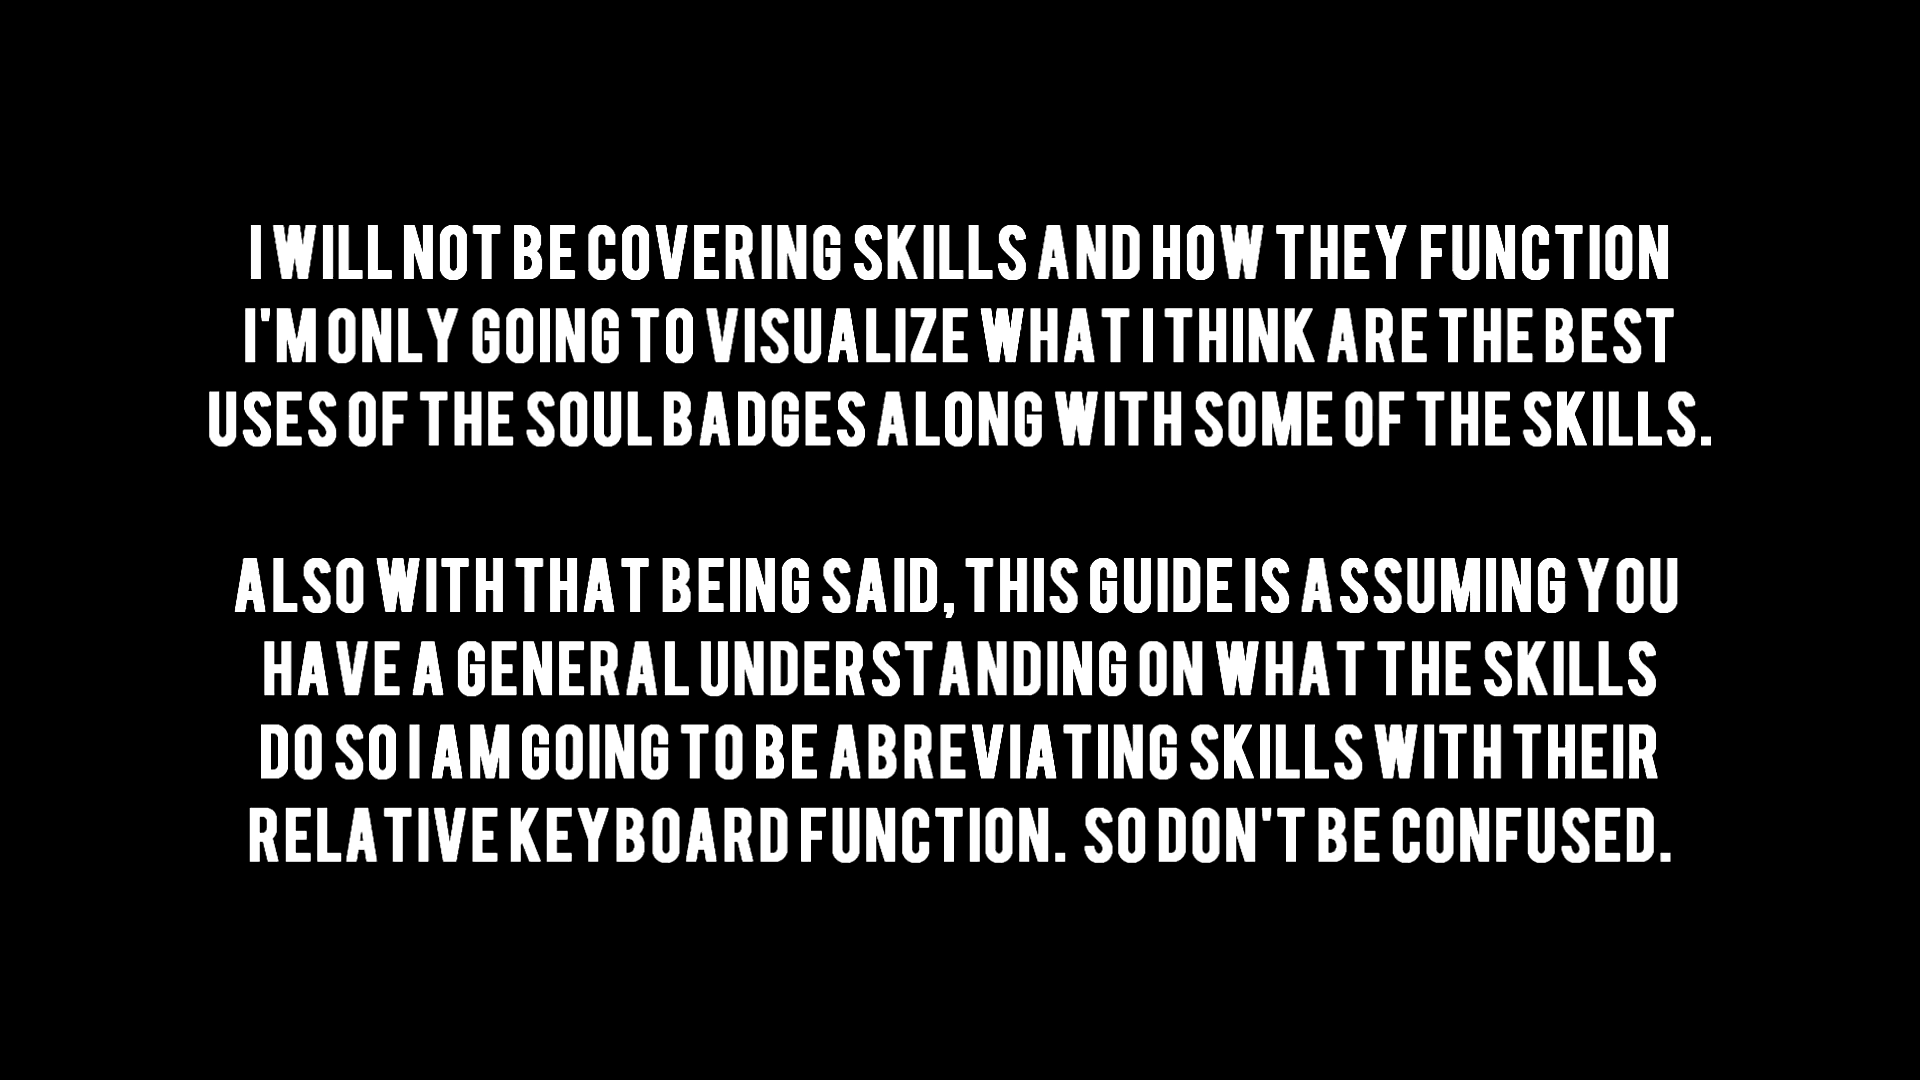 I WILL NOT BE COVERING SKILLS AND HOW THEY FUNCTION
I'M ONLY GOING TO VISUALIZE WHAT I THINK ARE THE BEST
USES OF THE SOUL BADGES ALONG WITH SOME OF THE SKILLS.
ALSO WITH THAT BEING SAID, THIS GUIDE IS ASSUMING YOU
HAVE A GENERAL UNDERSTANDING ON WHAT THE SKILLS
DO SO I AM GOING TO BE ABREVIATING SKILLS WITH THEIR
RELATIVE KEYBOARD FUNCTION. SO DON'T BE CONFUSED.